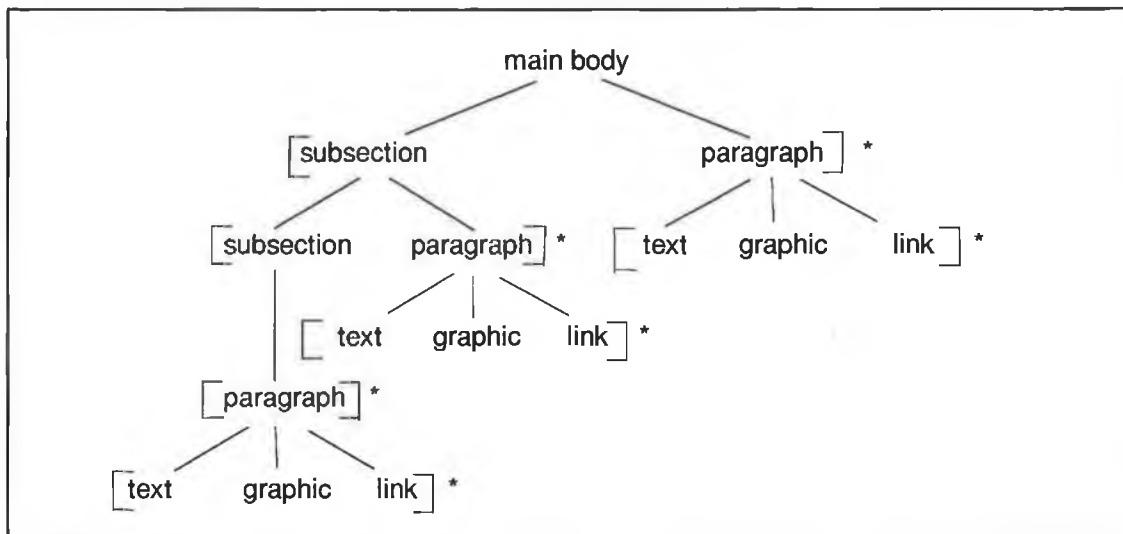 main body
[subsection paragraph] *
[subsection paragraph] * [text graphic link] *
[text graphic link] *
[paragraph] *
[text graphic link] *